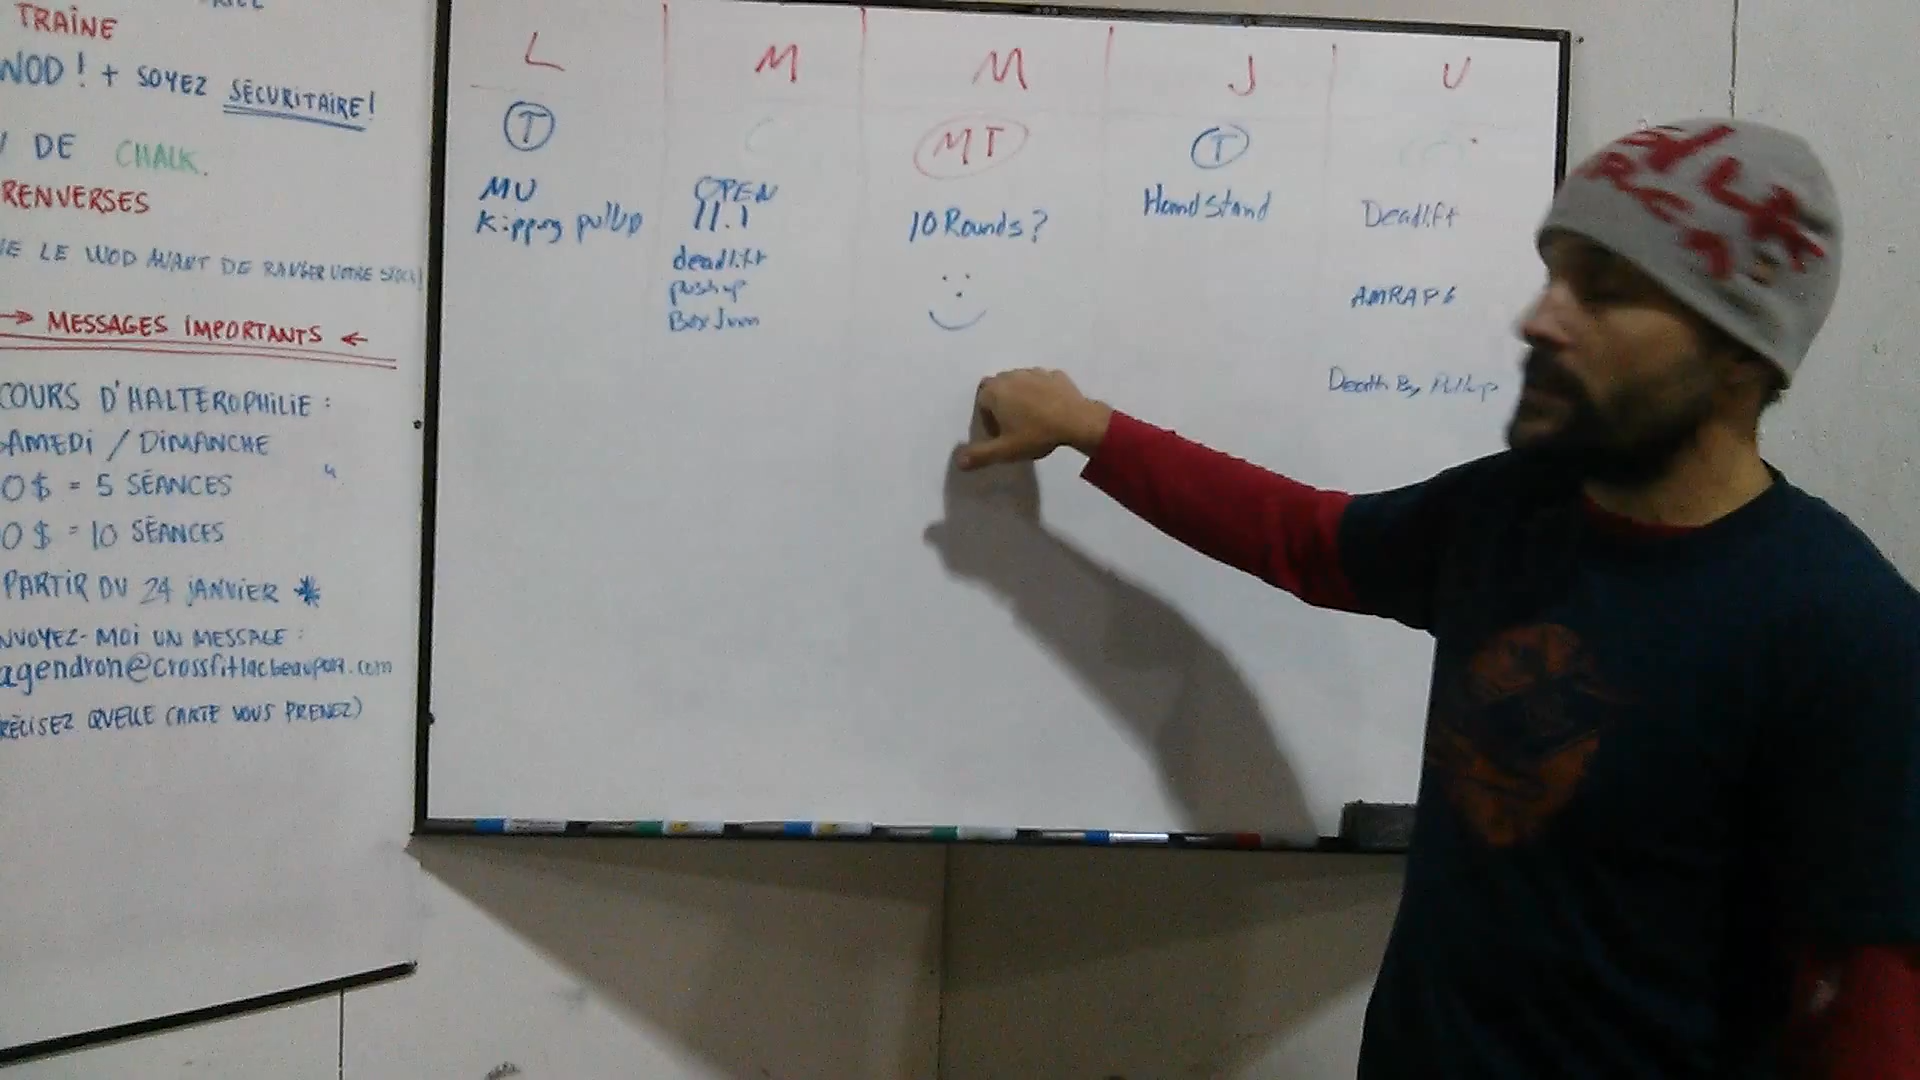 TRAÎNE
WOD ! + SOYEZ SÉCURITAIRE !
DE CHALK.
RENVERSES
LE WOD AVANT DE RANGER VOTRE STOCK!
→ MESSAGES IMPORTANTS ←
COURS D'HALTÉROPHILIE :
SAMEDI / DIMANCHE
0$ = 5 SÉANCES
0$ = 10 SÉANCES
PARTIR DU 24 JANVIER *
NVOYEZ-MOI UN MESSAGE :
agendron@crossfitlacbeauport.com
RÉCISEZ QUELLE CARTE VOUS PRENEZ)
L M M J V
T
MU
Kipping pullUp
C
OPEN
11.1
deadlift
pushup
Box Jump
MT
10 Rounds?
T
Handstand
Deadlift
AMRAP 6
Death By Pullup